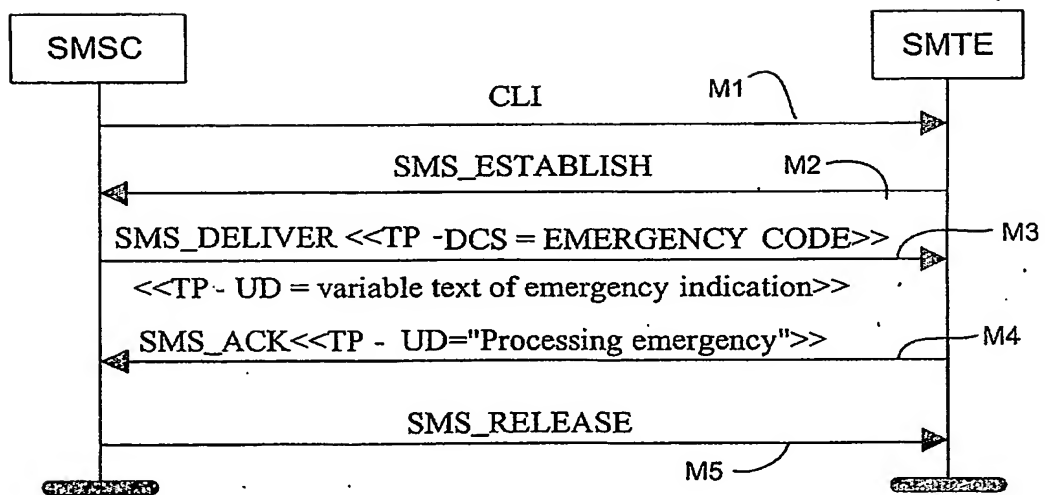 SMSC
SMTE
CLI
M1
SMS_ESTABLISH
M2
SMS_DELIVER <<TP -DCS = EMERGENCY CODE>>
M3
<<TP - UD = variable text of emergency indication>>
SMS_ACK<<TP - UD="Processing emergency">>
M4
SMS_RELEASE
M5